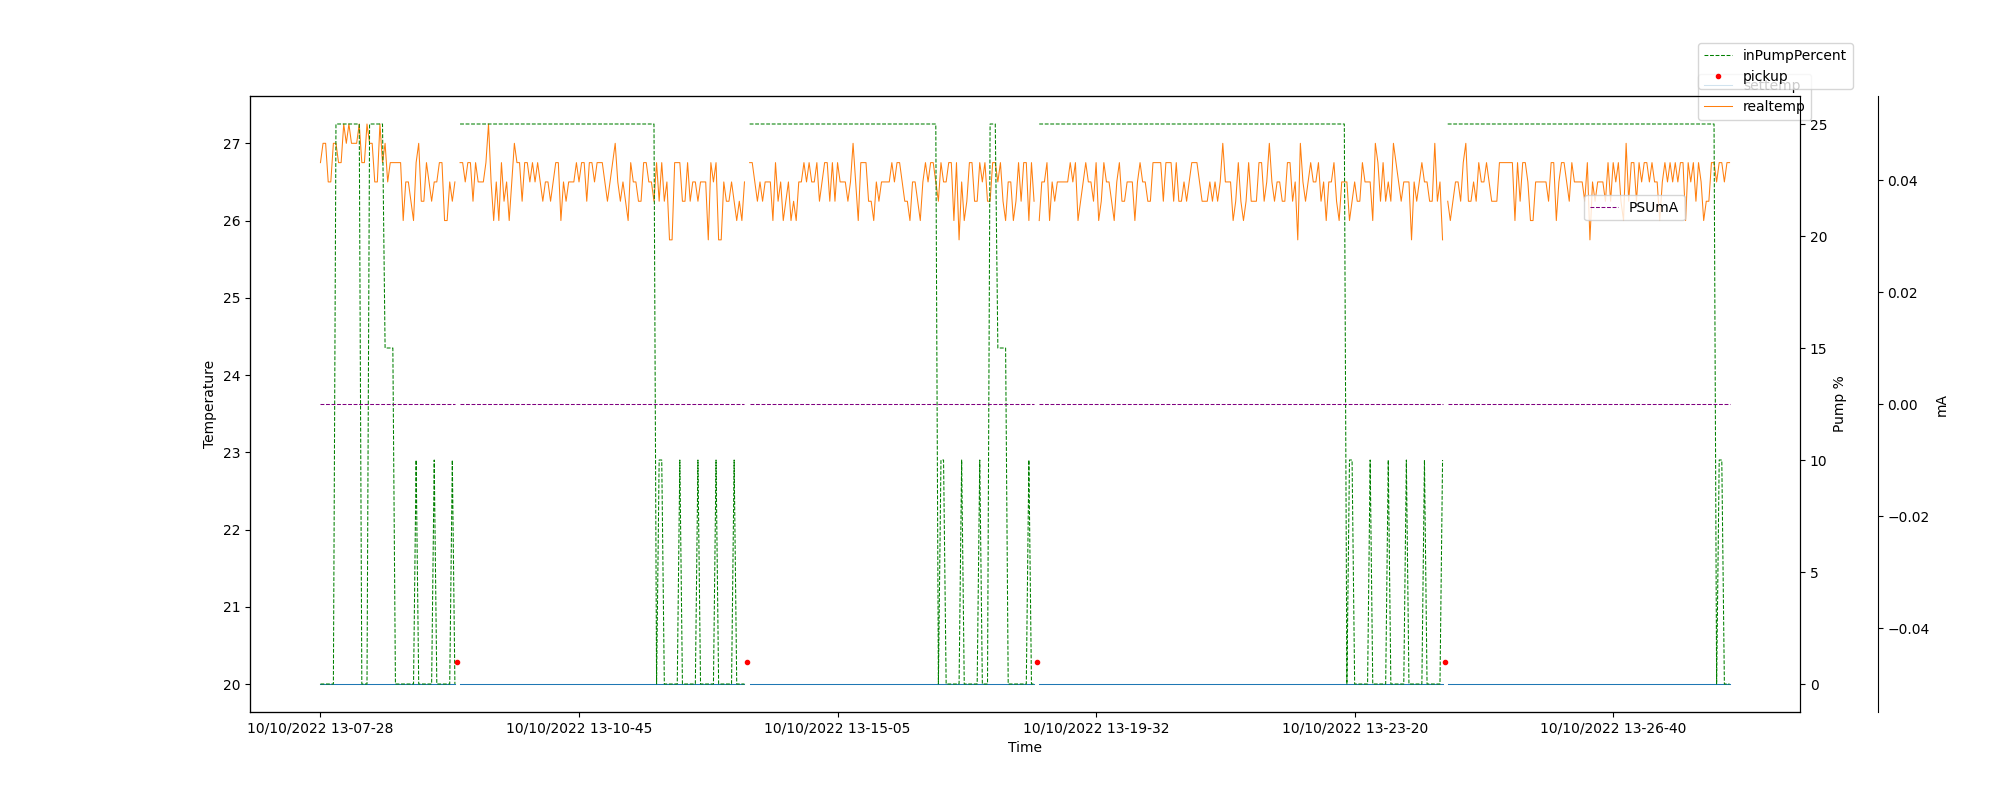 inPumpPercent
pickup
settemp
realtemp
PSUmA
27
26
25
24
23
22
21
20
Temperature
25
20
15
10
5
0
Pump %
0.04
0.02
0.00
−0.02
−0.04
mA
10/10/2022 13-07-28
10/10/2022 13-10-45
10/10/2022 13-15-05
10/10/2022 13-19-32
10/10/2022 13-23-20
10/10/2022 13-26-40
Time